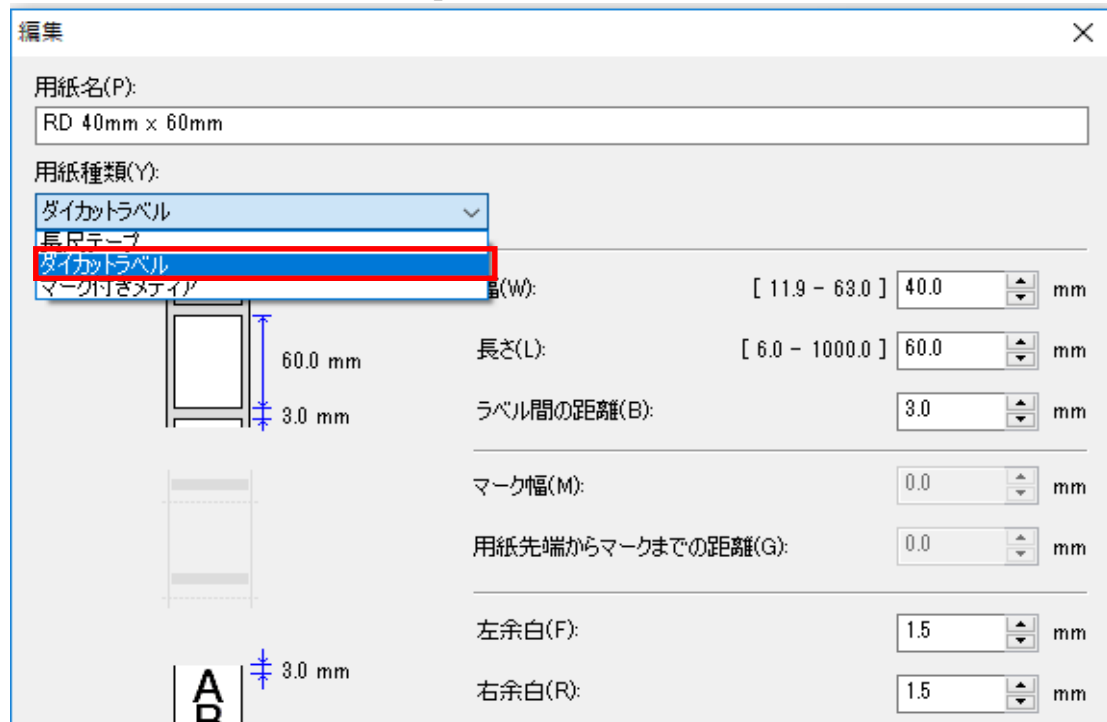 編集
用紙名(P):
RD 40mm x 60mm
用紙種類(Y):
ダイカットラベル
長尺テープ
ダイカットラベル
マーク付きメディア
幅(W): [ 11.9 - 63.0 ] 40.0 mm
60.0 mm
長さ(L): [ 6.0 - 1000.0 ] 60.0 mm
3.0 mm
ラベル間の距離(B): 3.0 mm
マーク幅(M): 0.0 mm
用紙先端からマークまでの距離(G): 0.0 mm
左余白(F): 1.5 mm
3.0 mm
右余白(R): 1.5 mm
A
B